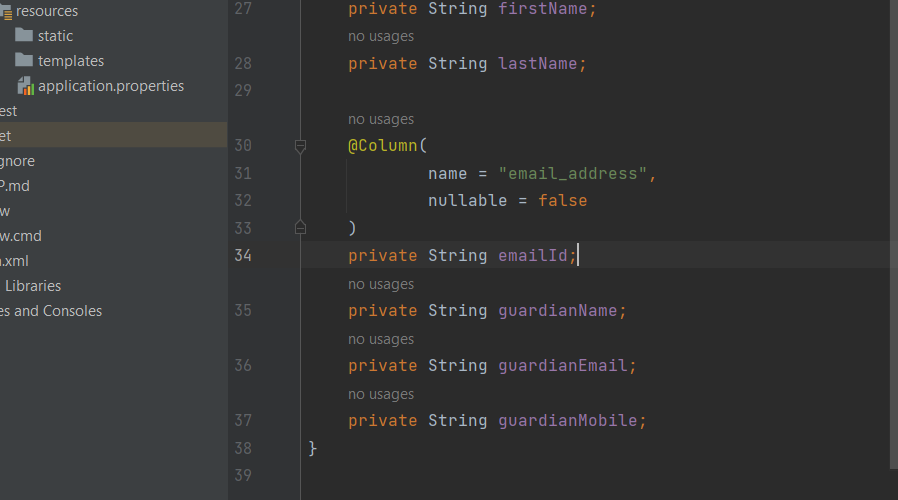 resources
static
templates
application.properties
est
et
gnore
P.md
w
w.cmd
.xml
Libraries
es and Consoles
27 private String firstName;
no usages
28 private String lastName;
29
no usages
30 @Column(
31 name = "email_address",
32 nullable = false
33 )
34 private String emailId;
no usages
35 private String guardianName;
no usages
36 private String guardianEmail;
no usages
37 private String guardianMobile;
38 }
39